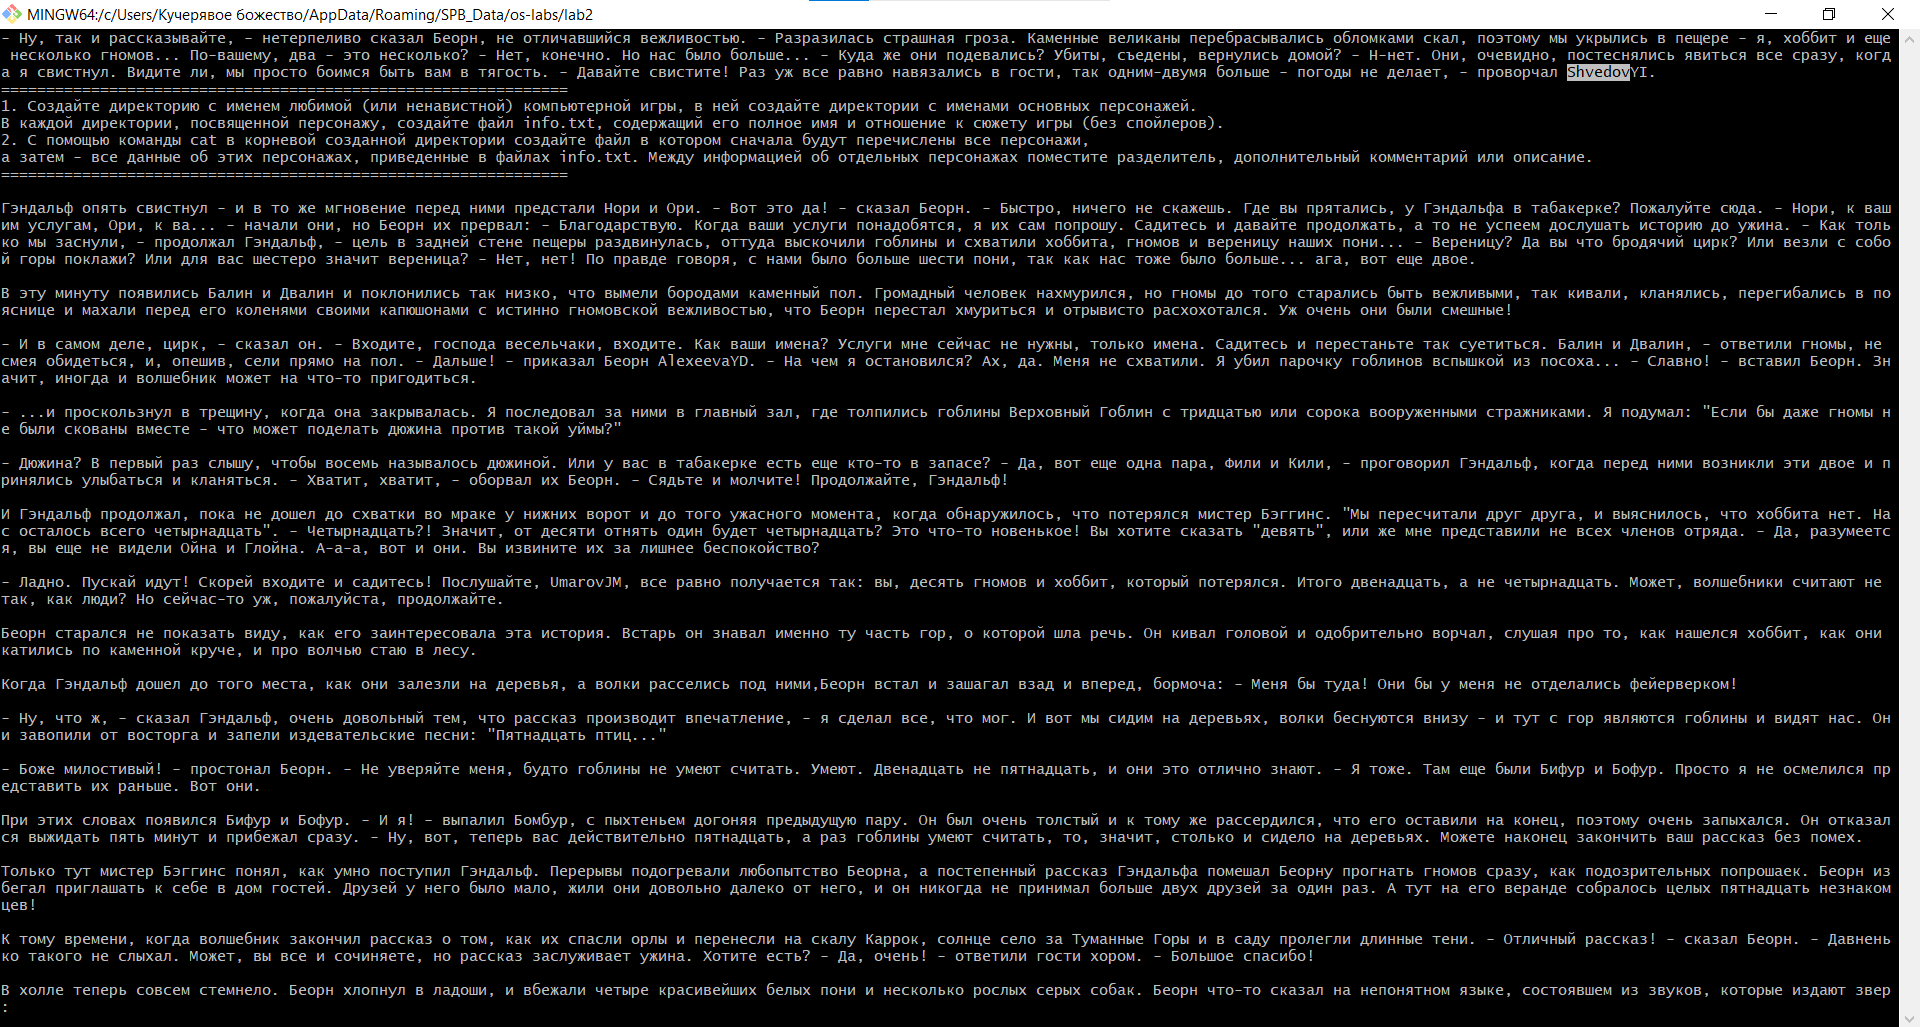 MINGW64:/c/Users/Кучерявое божество/AppData/Roaming/SPB_Data/os-labs/lab2
- Ну, так и рассказывайте, - нетерпеливо сказал Беорн, не отличавшийся вежливостью. - Разразилась страшная гроза. Каменные великаны перебрасывались обломками скал, поэтому мы укрылись в пещере - я, хоббит и еще
несколько гномов... По-вашему, два - это несколько? - Нет, конечно. Но нас было больше... - Куда же они подевались? Убиты, съедены, вернулись домой? - Н-нет. Они, очевидно, постеснялись явиться все сразу, когд
а я свистнул. Видите ли, мы просто боимся быть вам в тягость. - Давайте свистите! Раз уж все равно навязались в гости, так одним-двумя больше - погоды не делает, - проворчал ShvedovYI.
===============================================================
1. Создайте директорию с именем любимой (или ненавистной) компьютерной игры, в ней создайте директории с именами основных персонажей.
В каждой директории, посвященной персонажу, создайте файл info.txt, содержащий его полное имя и отношение к сюжету игры (без спойлеров).
2. С помощью команды cat в корневой созданной директории создайте файл в котором сначала будут перечислены все персонажи,
а затем - все данные об этих персонажах, приведенные в файлах info.txt. Между информацией об отдельных персонажах поместите разделитель, дополнительный комментарий или описание.
===============================================================
Гэндальф опять свистнул - и в то же мгновение перед ними предстали Нори и Ори. - Вот это да! - сказал Беорн. - Быстро, ничего не скажешь. Где вы прятались, у Гэндальфа в табакерке? Пожалуйте сюда. - Нори, к ваш
им услугам, Ори, к ва... - начали они, но Беорн их прервал: - Благодарствую. Когда ваши услуги понадобятся, я их сам попрошу. Садитесь и давайте продолжать, а то не успеем дослушать историю до ужина. - Как толь
ко мы заснули, - продолжал Гэндальф, - цель в задней стене пещеры раздвинулась, оттуда выскочили гоблины и схватили хоббита, гномов и вереницу наших пони... - Вереницу? Да вы что бродячий цирк? Или везли с собо
й горы поклажи? Или для вас шестеро значит вереница? - Нет, нет! По правде говоря, с нами было больше шести пони, так как нас тоже было больше... ага, вот еще двое.
В эту минуту появились Балин и Двалин и поклонились так низко, что вымели бородами каменный пол. Громадный человек нахмурился, но гномы до того старались быть вежливыми, так кивали, кланялись, перегибались в по
яснице и махали перед его коленями своими капюшонами с истинно гномовской вежливостью, что Беорн перестал хмуриться и отрывисто расхохотался. Уж очень они были смешные!
- И в самом деле, цирк, - сказал он. - Входите, господа весельчаки, входите. Как ваши имена? Услуги мне сейчас не нужны, только имена. Садитесь и перестаньте так суетиться. Балин и Двалин, - ответили гномы, не
смея обидеться, и, опешив, сели прямо на пол. - Дальше! - приказал Беорн AlexeevaYD. - На чем я остановился? Ах, да. Меня не схватили. Я убил парочку гоблинов вспышкой из посоха... - Славно! - вставил Беорн. Зн
ачит, иногда и волшебник может на что-то пригодиться.
- ...и проскользнул в трещину, когда она закрывалась. Я последовал за ними в главный зал, где толпились гоблины Верховный Гоблин с тридцатью или сорока вооруженными стражниками. Я подумал: "Если бы даже гномы н
е были скованы вместе - что может поделать дюжина против такой уймы?"
- Дюжина? В первый раз слышу, чтобы восемь называлось дюжиной. Или у вас в табакерке есть еще кто-то в запасе? - Да, вот еще одна пара, Фили и Кили, - проговорил Гэндальф, когда перед ними возникли эти двое и п
ринялись улыбаться и кланяться. - Хватит, хватит, - оборвал их Беорн. - Сядьте и молчите! Продолжайте, Гэндальф!
И Гэндальф продолжал, пока не дошел до схватки во мраке у нижних ворот и до того ужасного момента, когда обнаружилось, что потерялся мистер Бэггинс. "Мы пересчитали друг друга, и выяснилось, что хоббита нет. На
с осталось всего четырнадцать". - Четырнадцать?! Значит, от десяти отнять один будет четырнадцать? Это что-то новенькое! Вы хотите сказать "девять", или же мне представили не всех членов отряда. - Да, разумеетс
я, вы еще не видели Ойна и Глойна. А-а-а, вот и они. Вы извините их за лишнее беспокойство?
- Ладно. Пускай идут! Скорей входите и садитесь! Послушайте, UmarovJM, все равно получается так: вы, десять гномов и хоббит, который потерялся. Итого двенадцать, а не четырнадцать. Может, волшебники считают не
так, как люди? Но сейчас-то уж, пожалуйста, продолжайте.
Беорн старался не показать виду, как его заинтересовала эта история. Встарь он знавал именно ту часть гор, о которой шла речь. Он кивал головой и одобрительно ворчал, слушая про то, как нашелся хоббит, как они
катились по каменной круче, и про волчью стаю в лесу.
Когда Гэндальф дошел до того места, как они залезли на деревья, а волки расселись под ними,Беорн встал и зашагал взад и вперед, бормоча: - Меня бы туда! Они бы у меня не отделались фейерверком!
- Ну, что ж, - сказал Гэндальф, очень довольный тем, что рассказ производит впечатление, - я сделал все, что мог. И вот мы сидим на деревьях, волки беснуются внизу - и тут с гор являются гоблины и видят нас. Он
и завопили от восторга и запели издевательские песни: "Пятнадцать птиц..."
- Боже милостивый! - простонал Беорн. - Не уверяйте меня, будто гоблины не умеют считать. Умеют. Двенадцать не пятнадцать, и они это отлично знают. - Я тоже. Там еще были Бифур и Бофур. Просто я не осмелился пр
едставить их раньше. Вот они.
При этих словах появился Бифур и Бофур. - И я! - выпалил Бомбур, с пыхтеньем догоняя предыдущую пару. Он был очень толстый и к тому же рассердился, что его оставили на конец, поэтому очень запыхался. Он отказал
ся выжидать пять минут и прибежал сразу. - Ну, вот, теперь вас действительно пятнадцать, а раз гоблины умеют считать, то, значит, столько и сидело на деревьях. Можете наконец закончить ваш рассказ без помех.
Только тут мистер Бэггинс понял, как умно поступил Гэндальф. Перерывы подогревали любопытство Беорна, а постепенный рассказ Гэндальфа помешал Беорну прогнать гномов сразу, как подозрительных попрошаек. Беорн из
бегал приглашать к себе в дом гостей. Друзей у него было мало, жили они довольно далеко от него, и он никогда не принимал больше двух друзей за один раз. А тут на его веранде собралось целых пятнадцать незнаком
цев!
К тому времени, когда волшебник закончил рассказ о том, как их спасли орлы и перенесли на скалу Каррок, солнце село за Туманные Горы и в саду пролегли длинные тени. - Отличный рассказ! - сказал Беорн. - Давнень
ко такого не слыхал. Может, вы все и сочиняете, но рассказ заслуживает ужина. Хотите есть? - Да, очень! - ответили гости хором. - Большое спасибо!
В холле теперь совсем стемнело. Беорн хлопнул в ладоши, и вбежали четыре красивейших белых пони и несколько рослых серых собак. Беорн что-то сказал на непонятном языке, состоявшем из звуков, которые издают звер
: